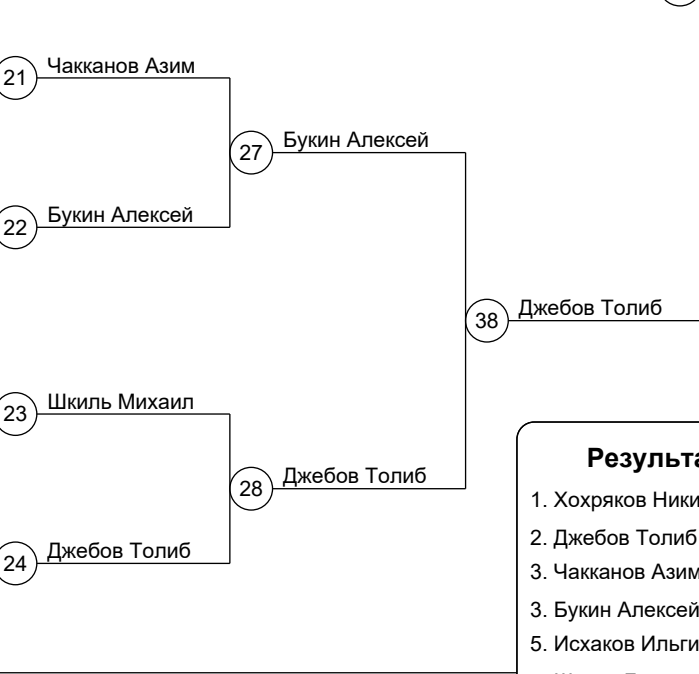 Чакканов Азим
21
Букин Алексей
27
Букин Алексей
22
Джебов Толиб
38
Шкиль Михаил
23
Джебов Толиб
28
Джебов Толиб
24
1. Хохряков
2. Джебов Толиб
3. Чакканов Азим
3. Букин Алексей
5. Исхаков